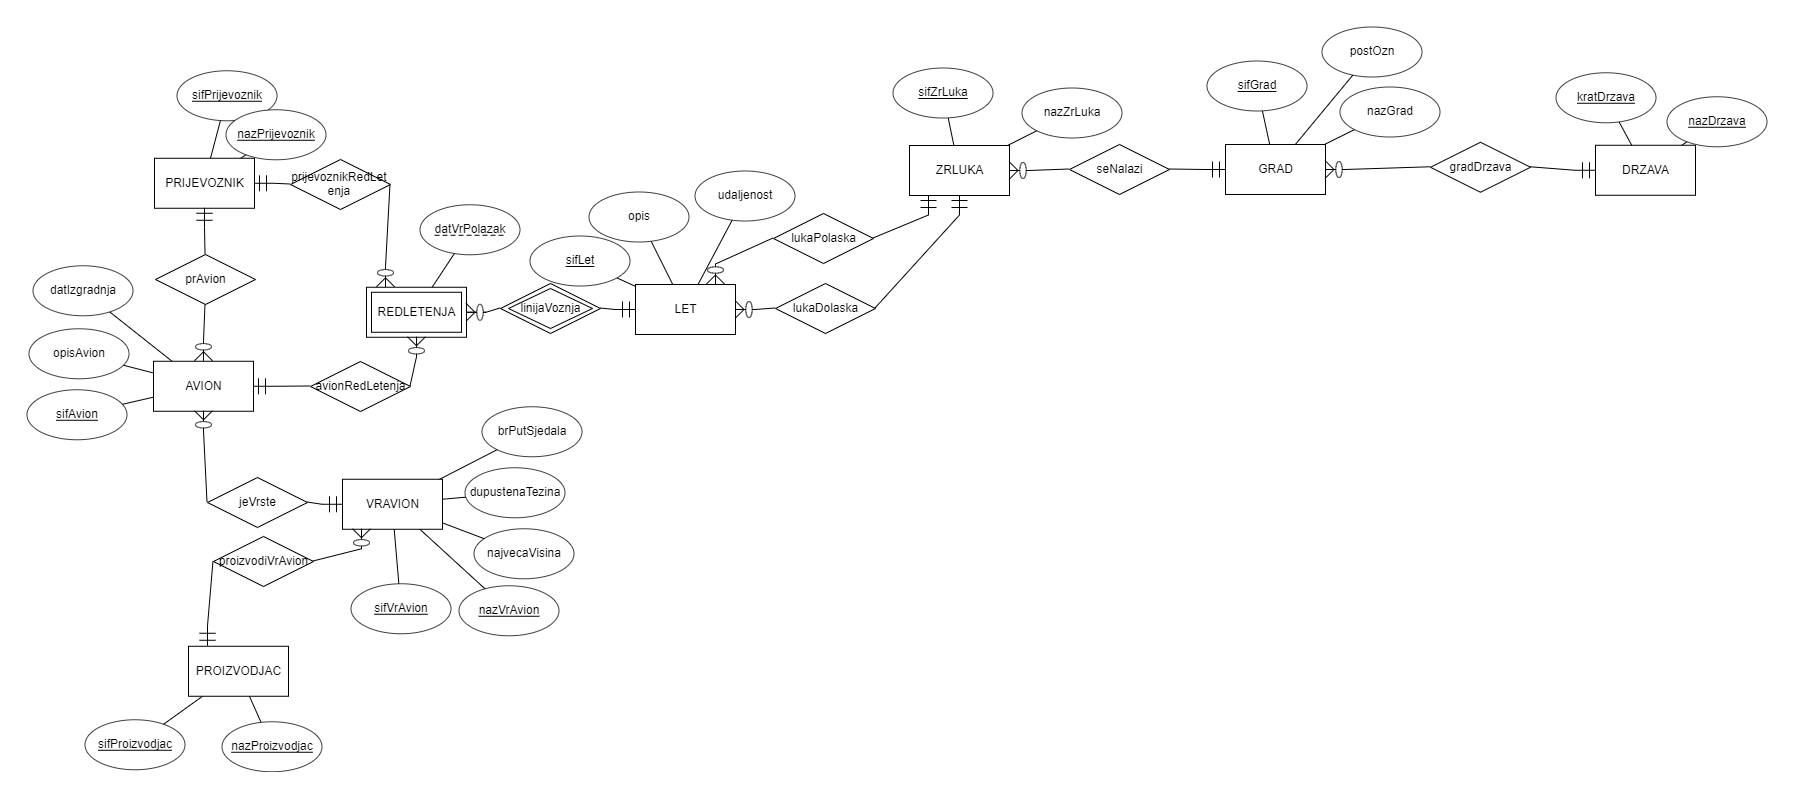 postOzn
sifGrad
kratDrzava
sifZrLuka
sifPrijevoznik
nazZrLuka
nazGrad
nazDrzava
nazPrijevoznik
ZRLUKA
seNalazi
GRAD
gradDrzava
DRZAVA
PRIJEVOZNIK
prijevoznikRedLet
enja
udaljenost
opis
datVrPolazak
lukaPolaska
sifLet
prAvion
datIzgradnja
REDLETENJA
linijaVoznja
LET
lukaDolaska
opisAvion
AVION
avionRedLetenja
sifAvion
brPutSjedala
dupustenaTezina
jeVrste
VRAVION
najvecaVisina
proizvodiVrAvion
sifVrAvion
nazVrAvion
PROIZVODJAC
sifProizvodjac
nazProizvodjac